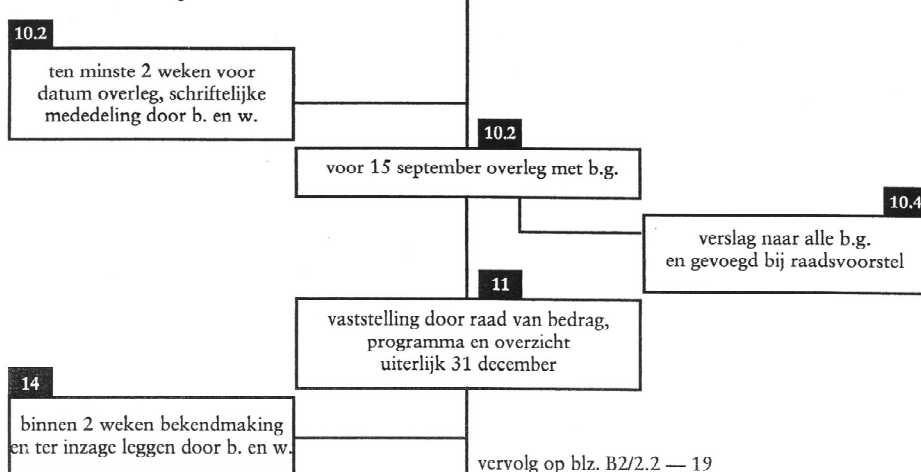 10.2
ten minste 2 weken voor
datum overleg, schriftelijke
mededeling door b. en w.
10.2
voor 15 september overleg met b.g.
10.4
verslag naar alle b.g.
en gevoegd bij raadsvoorstel
11
vaststelling door raad van bedrag,
programma en overzicht
uiterlijk 31 december
14
binnen 2 weken bekendmaking
en ter inzage leggen door b. en w.
vervolg op blz. B2/2.2 — 19